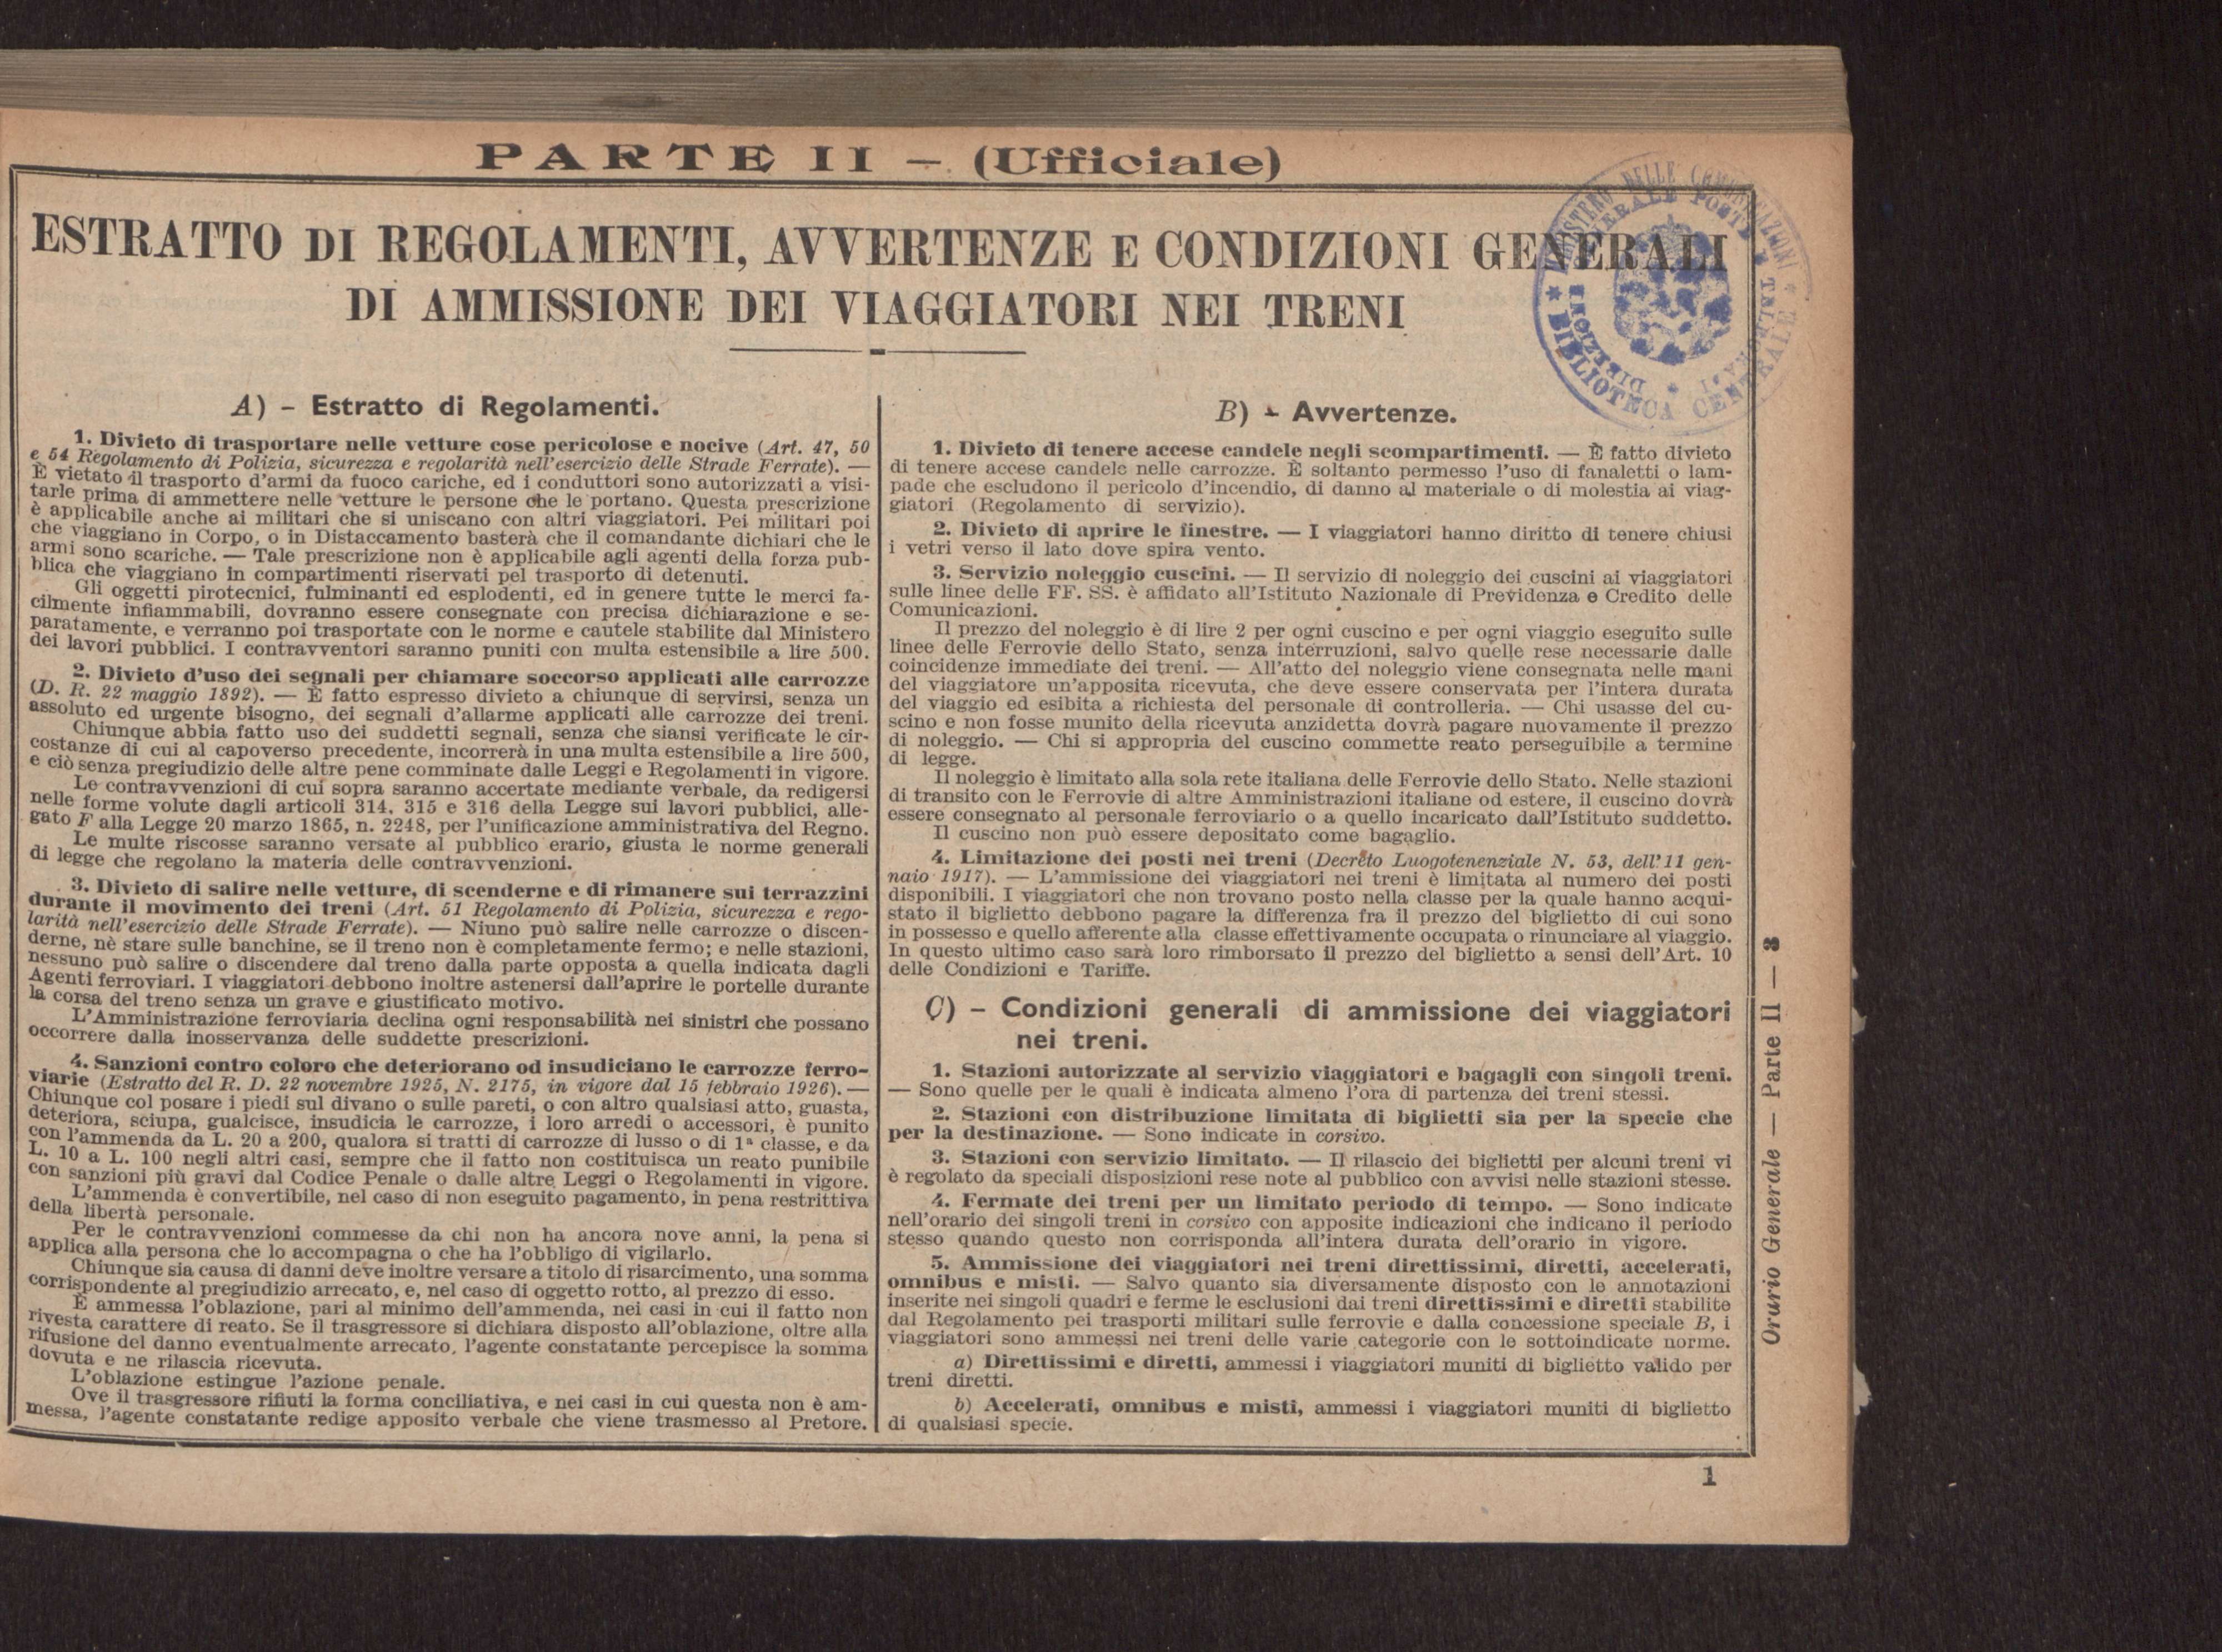 PARTE II — (Ufficiale)
ESTRATTO DI REGOLAMENTI, AVVERTENZE E CONDIZIONI GENERALI
DI AMMISSIONE DEI VIAGGIATORI NEI TRENI
A) – Estratto di Regolamenti.
1. Divieto di trasportare nelle vetture cose pericolose e nocive (Art. 47, 50
e 54 Regolamento di Polizia, sicurezza e regolarità nell'esercizio delle Strade Ferrate). —
È vietato il trasporto d'armi da fuoco cariche, ed i conduttori sono autorizzati a visi-
tarle prima di ammettere nelle vetture le persone che le portano. Questa prescrizione
è applicabile anche ai militari che si uniscano con altri viaggiatori. Pei militari poi
che viaggiano in Corpo, o in Distaccamento basterà che il comandante dichiari che le
armi sono scariche. — Tale prescrizione non è applicabile agli agenti della forza pub-
blica che viaggiano in compartimenti riservati pel trasporto di detenuti.
Gli oggetti pirotecnici, fulminanti ed esplodenti, ed in genere tutte le merci fa-
cilmente infiammabili, dovranno essere consegnate con precisa dichiarazione e se-
paratamente, e verranno poi trasportate con le norme e cautele stabilite dal Ministero
dei lavori pubblici. I contravventori saranno puniti con multa estensibile a lire 500.
2. Divieto d'uso dei segnali per chiamare soccorso applicati alle carrozze
(D. R. 22 maggio 1892). — È fatto espresso divieto a chiunque di servirsi, senza un
assoluto ed urgente bisogno, dei segnali d'allarme applicati alle carrozze dei treni.
Chiunque abbia fatto uso dei suddetti segnali, senza che siansi verificate le cir-
costanze di cui al capoverso precedente, incorrerà in una multa estensibile a lire 500,
e ciò senza pregiudizio delle altre pene comminate dalle Leggi e Regolamenti in vigore.
Le contravvenzioni di cui sopra saranno accertate mediante verbale, da redigersi
nelle forme volute dagli articoli 314, 315 e 316 della Legge sui lavori pubblici, alle-
gato F alla Legge 20 marzo 1865, n. 2248, per l'unificazione amministrativa del Regno.
Le multe riscosse saranno versate al pubblico erario, giusta le norme generali
di legge che regolano la materia delle contravvenzioni.
3. Divieto di salire nelle vetture, di scenderne e di rimanere sui terrazzini
durante il movimento dei treni (Art. 51 Regolamento di Polizia, sicurezza e rego-
larità nell'esercizio delle Strade Ferrate). — Niuno può salire nelle carrozze o discen-
derne, nè stare sulle banchine, se il treno non è completamente fermo; e nelle stazioni,
nessuno può salire o discendere dal treno dalla parte opposta a quella indicata dagli
Agenti ferroviari. I viaggiatori debbono inoltre astenersi dall'aprire le portelle durante
la corsa del treno senza un grave e giustificato motivo.
L'Amministrazione ferroviaria declina ogni responsabilità nei sinistri che possano
occorrere dalla inosservanza delle suddette prescrizioni.
4. Sanzioni contro coloro che deteriorano od insudiciano le carrozze ferro-
viarie (Estratto del R. D. 22 novembre 1925, N. 2175, in vigore dal 15 febbraio 1926). —
Chiunque col posare i piedi sul divano o sulle pareti, o con altro qualsiasi atto, guasta,
deteriora, sciupa, gualcisce, insudicia le carrozze, i loro arredi o accessori, è punito
con l'ammenda da L. 20 a 200, qualora si tratti di carrozze di lusso o di 1ª classe, e da
L. 10 a L. 100 negli altri casi, sempre che il fatto non costituisca un reato punibile
con sanzioni più gravi dal Codice Penale o dalle altre Leggi o Regolamenti in vigore.
L'ammenda è convertibile, nel caso di non eseguito pagamento, in pena restrittiva
della libertà personale.
Per le contravvenzioni commesse da chi non ha ancora nove anni, la pena si
applica alla persona che lo accompagna o che ha l'obbligo di vigilarlo.
Chiunque sia causa di danni deve inoltre versare a titolo di risarcimento, una somma
corrispondente al pregiudizio arrecato, e, nel caso di oggetto rotto, al prezzo di esso.
È ammessa l'oblazione, pari al minimo dell'ammenda, nei casi in cui il fatto non
rivesta carattere di reato. Se il trasgressore si dichiara disposto all'oblazione, oltre alla
rifusione del danno eventualmente arrecato, l'agente constatante percepisce la somma
dovuta e ne rilascia ricevuta.
L'oblazione estingue l'azione penale.
Ove il trasgressore rifiuti la forma conciliativa, e nei casi in cui questa non è am-
messa, l'agente constatante redige apposito verbale che viene trasmesso al Pretore.
B) – Avvertenze.
1. Divieto di tenere accese candele negli scompartimenti. — È fatto divieto
di tenere accese candele nelle carrozze. È soltanto permesso l'uso di fanaletti o lam-
pade che escludono il pericolo d'incendio, di danno al materiale o di molestia ai viag-
giatori (Regolamento di servizio).
2. Divieto di aprire le finestre. — I viaggiatori hanno diritto di tenere chiusi
i vetri verso il lato dove spira vento.
3. Servizio noleggio cuscini. — Il servizio di noleggio dei cuscini ai viaggiatori
sulle linee delle FF. SS. è affidato all'Istituto Nazionale di Previdenza e Credito delle
Comunicazioni.
Il prezzo del noleggio è di lire 2 per ogni cuscino e per ogni viaggio eseguito sulle
linee delle Ferrovie dello Stato, senza interruzioni, salvo quelle rese necessarie dalle
coincidenze immediate dei treni. — All'atto del noleggio viene consegnata nelle mani
del viaggiatore un'apposita ricevuta, che deve essere conservata per l'intera durata
del viaggio ed esibita a richiesta del personale di controlleria. — Chi usasse del cu-
scino e non fosse munito della ricevuta anzidetta dovrà pagare nuovamente il prezzo
di noleggio. — Chi si appropria del cuscino commette reato perseguibile a termine
di legge.
Il noleggio è limitato alla sola rete italiana delle Ferrovie dello Stato. Nelle stazioni
di transito con le Ferrovie di altre Amministrazioni italiane od estere, il cuscino dovrà
essere consegnato al personale ferroviario o a quello incaricato dall'Istituto suddetto.
Il cuscino non può essere depositato come bagaglio.
4. Limitazione dei posti nei treni (Decreto Luogotenenziale N. 53, dell'11 gen-
naio 1917). — L'ammissione dei viaggiatori nei treni è limitata al numero dei posti
disponibili. I viaggiatori che non trovano posto nella classe per la quale hanno acqui-
stato il biglietto debbono pagare la differenza fra il prezzo del biglietto di cui sono
in possesso e quello afferente alla classe effettivamente occupata o rinunciare al viaggio.
In questo ultimo caso sarà loro rimborsato il prezzo del biglietto a sensi dell'Art. 10
delle Condizioni e Tariffe.
C) – Condizioni generali di ammissione dei viaggiatori
nei treni.
1. Stazioni autorizzate al servizio viaggiatori e bagagli con singoli treni.
— Sono quelle per le quali è indicata almeno l'ora di partenza dei treni stessi.
2. Stazioni con distribuzione limitata di biglietti sia per la specie che
per la destinazione. — Sono indicate in corsivo.
3. Stazioni con servizio limitato. — Il rilascio dei biglietti per alcuni treni vi
è regolato da speciali disposizioni rese note al pubblico con avvisi nelle stazioni stesse.
4. Fermate dei treni per un limitato periodo di tempo. — Sono indicate
nell'orario dei singoli treni in corsivo con apposite indicazioni che indicano il periodo
stesso quando questo non corrisponda all'intera durata dell'orario in vigore.
5. Ammissione dei viaggiatori nei treni direttissimi, diretti, accelerati,
omnibus e misti. — Salvo quanto sia diversamente disposto con le annotazioni
inserite nei singoli quadri e ferme le esclusioni dai treni direttissimi e diretti stabilite
dal Regolamento pei trasporti militari sulle ferrovie e dalla concessione speciale B, i
viaggiatori sono ammessi nei treni delle varie categorie con le sottoindicate norme.
a) Direttissimi e diretti, ammessi i viaggiatori muniti di biglietto valido per
treni diretti.
b) Accelerati, omnibus e misti, ammessi i viaggiatori muniti di biglietto
di qualsiasi specie.
Orario Generale — Parte II — 3
1
MINISTERO DELLE COMUNICAZIONI
BIBLIOTECA CENTRALE
DIREZIONE GENERALE POSTE E TELEGRAFI